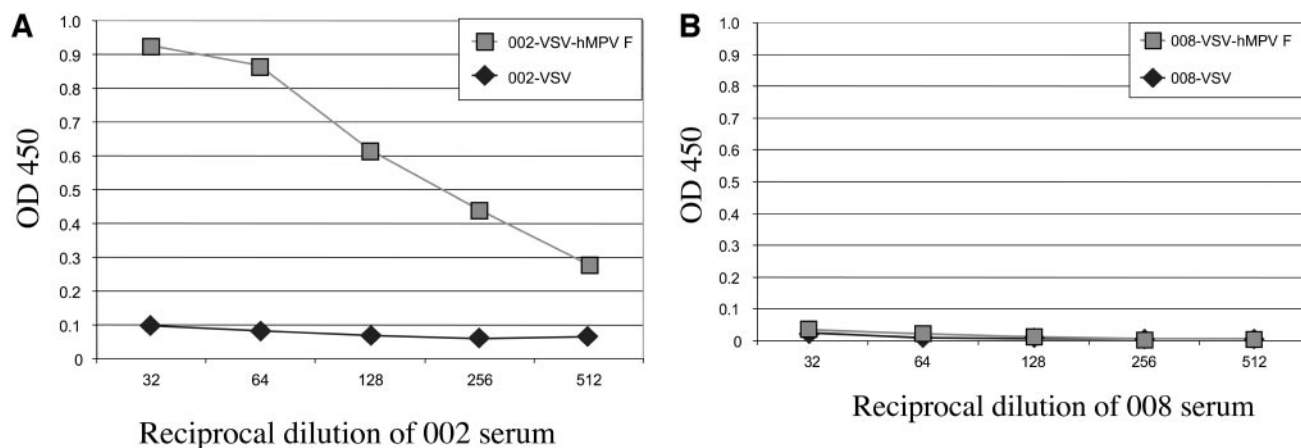 A
OD 450
1.0
0.9
0.8
0.7
0.6
0.5
0.4
0.3
0.2
0.1
0
32 64 128 256 512
Reciprocal dilution of 002 serum
002-VSV-hMPV F
002-VSV
B
OD 450
1.0
0.9
0.8
0.7
0.6
0.5
0.4
0.3
0.2
0.1
0
32 64 128 256 512
Reciprocal dilution of 008 serum
008-VSV-hMPV F
008-VSV